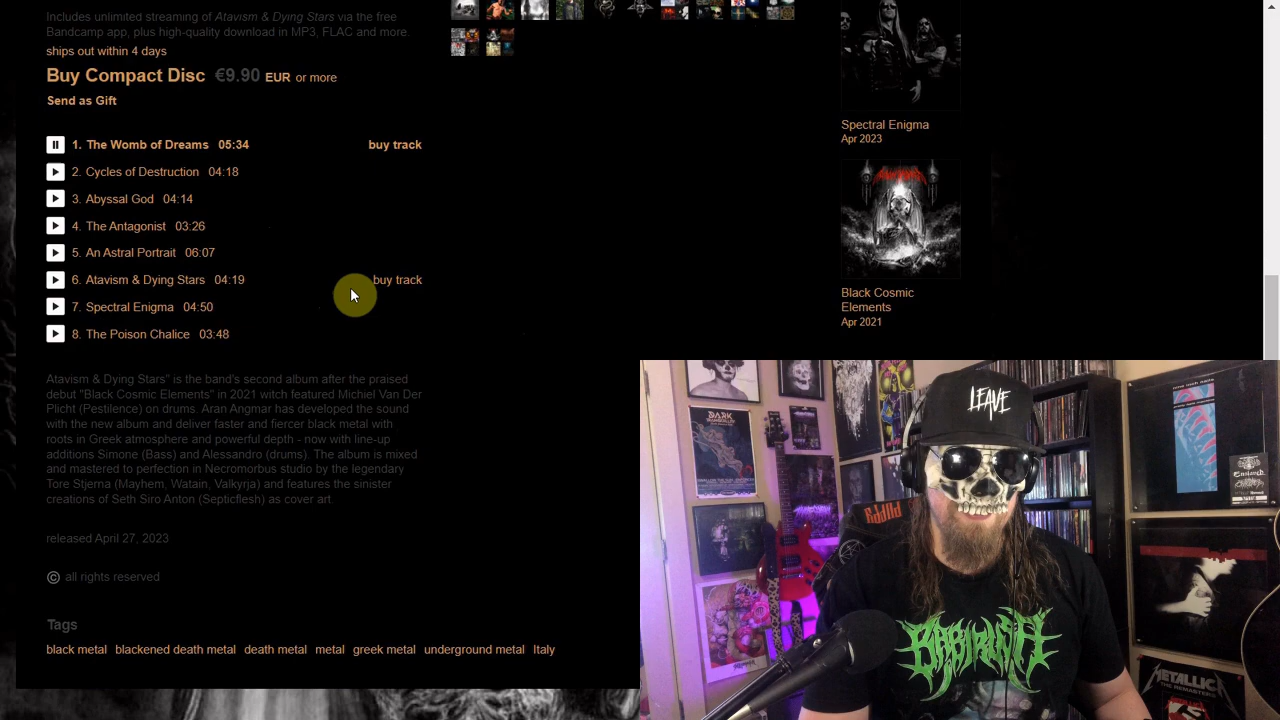 Includes unlimited streaming of Atavism & Dying Stars via the free
Bandcamp app, plus high-quality download in MP3, FLAC and more.
ships out within 4 days
Buy Compact Disc €9.90 EUR or more
Send as Gift
1. The Womb of Dreams 05:34 buy track
2. Cycles of Destruction 04:18
3. Abyssal God 04:14
4. The Antagonist 03:26
5. An Astral Portrait 06:07
6. Atavism & Dying Stars 04:19 buy track
7. Spectral Enigma 04:50
8. The Poison Chalice 03:48
Atavism & Dying Stars" is the band's second album after the praised
debut "Black Cosmic Elements" in 2021 witch featured Michiel Van Der
Plicht (Pestilence) on drums. Aran Angmar has developed the sound
with the new album and deliver faster and fiercer black metal with
roots in Greek atmosphere and powerful depth - now with line-up
additions Simone (Bass) and Alessandro (drums). The album is mixed
and mastered to perfection in Necromorbus studio by the legendary
Tore Stjerna (Mayhem, Watain, Valkyrja) and features the sinister
creations of Seth Siro Anton (Septicflesh) as cover art.
released April 27, 2023
© all rights reserved
Tags
black metal blackened death metal death metal metal greek metal underground metal Italy
Spectral Enigma
Apr 2023
Black Cosmic
Elements
Apr 2021
LEAVE
DARK
TRANQUILLITY
POPPY
BABIRUSA
METALLICA